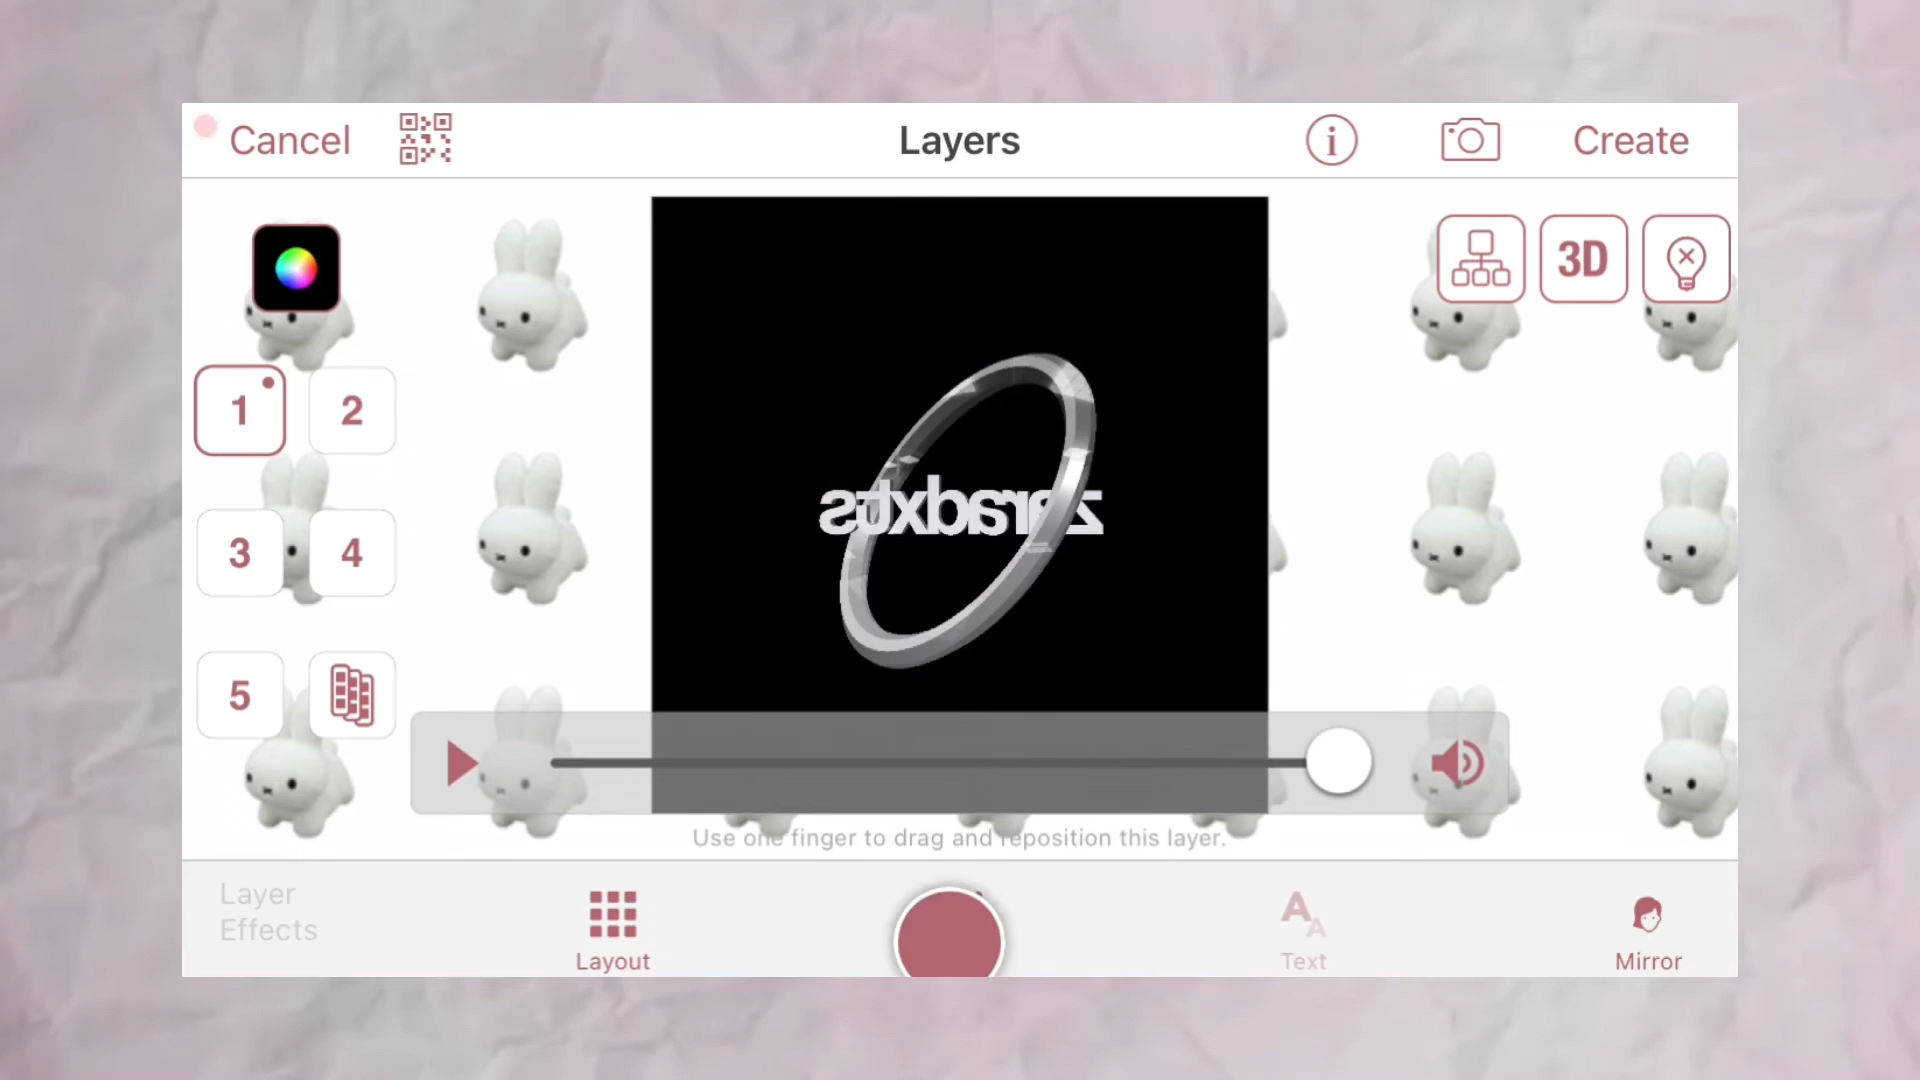 Cancel
Layers
i
Create
3D
1
2
3
4
5
zaradxts
Use one finger to drag and reposition this layer.
Layer
Effects
Layout
Text
Mirror